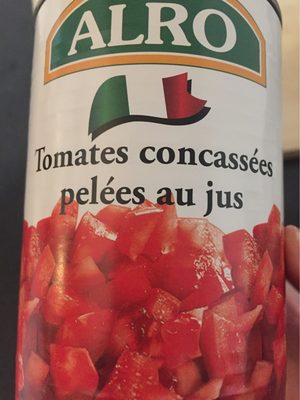 ALRO
Tomates concassées
pelées au jus